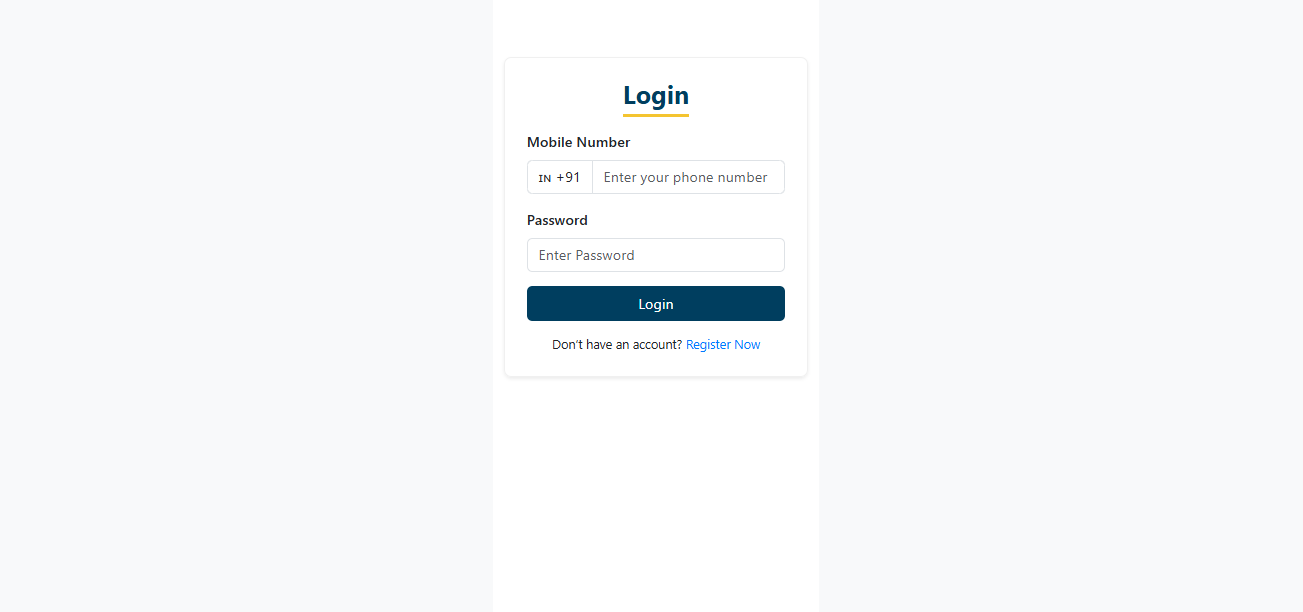 Login
Mobile Number
IN +91 Enter your phone number
Password
Enter Password
Login
Don't have an account? Register Now